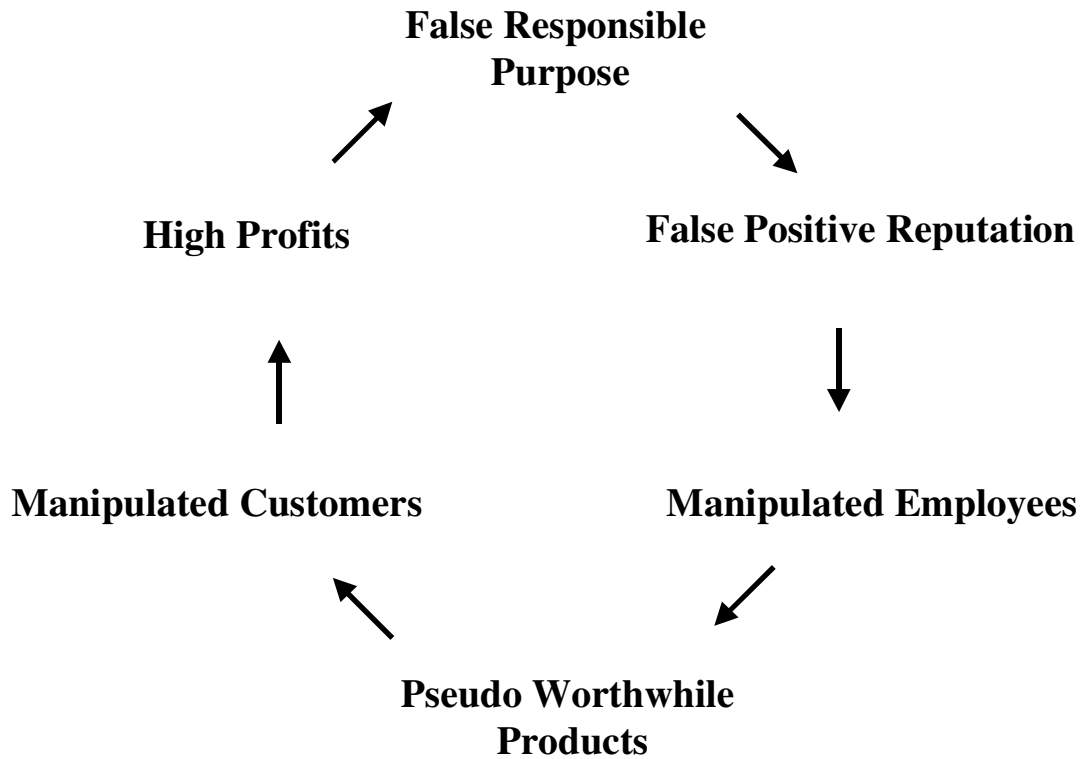 False Responsible
Purpose
High Profits
False Positive Reputation
Manipulated Customers
Manipulated Employees
Pseudo Worthwhile
Products